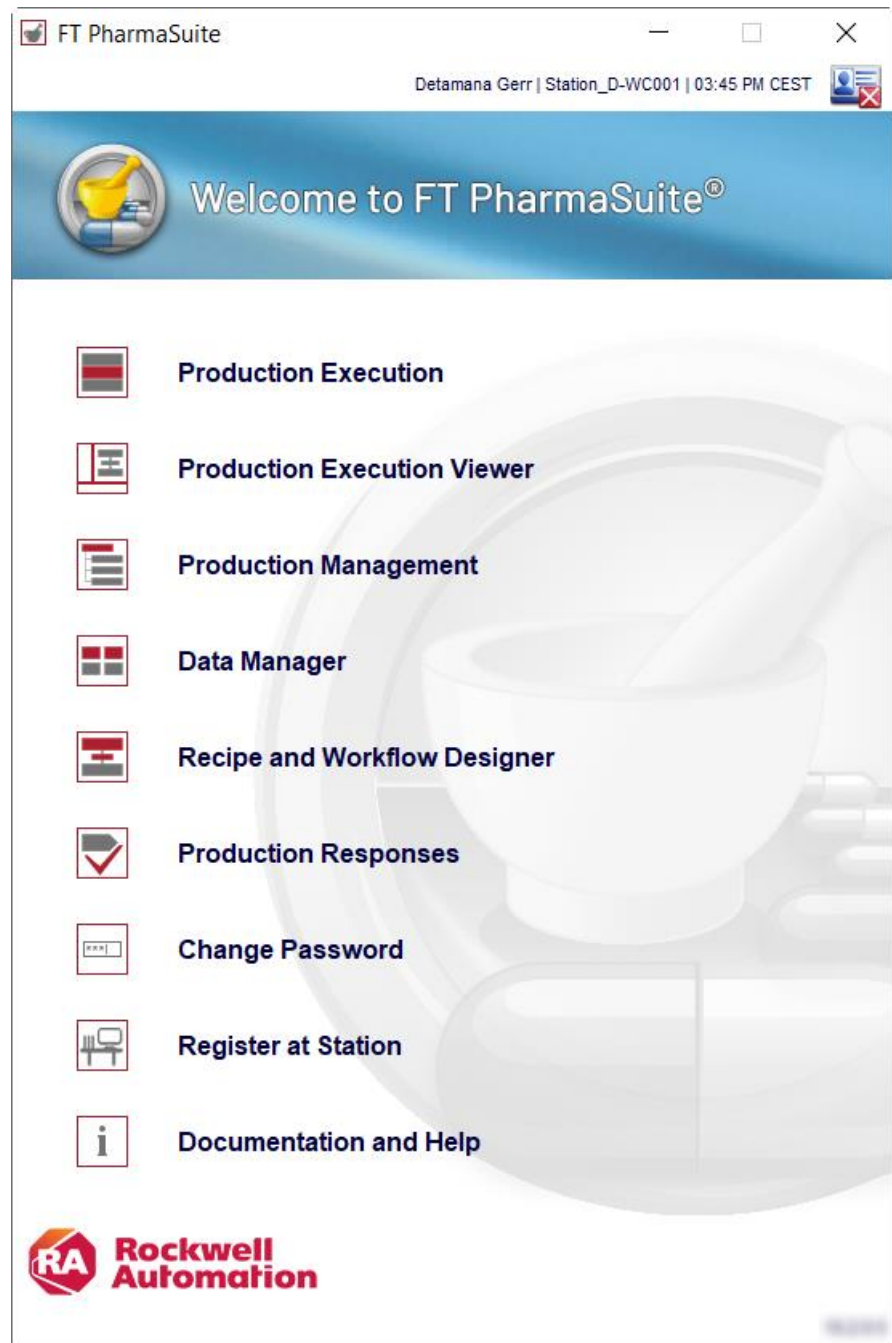 FT PharmaSuite
Detamana Gerr | Station_D-WC001 | 03:45 PM CEST
Welcome to FT PharmaSuite®
Production Execution
Production Execution Viewer
Production Management
Data Manager
Recipe and Workflow Designer
Production Responses
***|
Change Password
Register at Station
i
Documentation and Help
RA
Rockwell
Automation